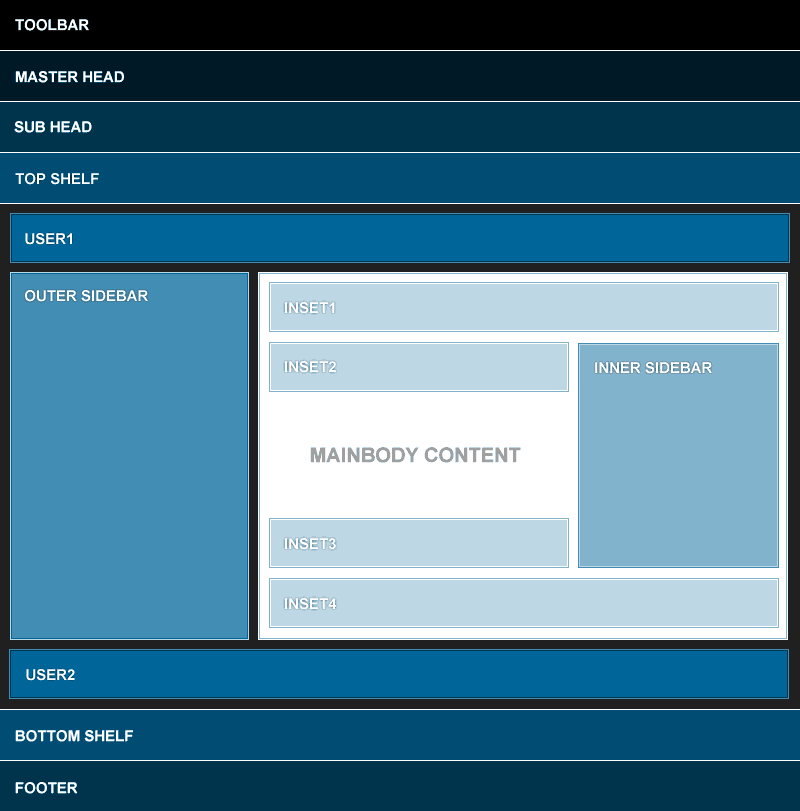 TOOLBAR
MASTER HEAD
SUB HEAD
TOP SHELF
USER1
OUTER SIDEBAR
INSET1
INSET2
INNER SIDEBAR
MAINBODY CONTENT
INSET3
INSET4
USER2
BOTTOM SHELF
FOOTER